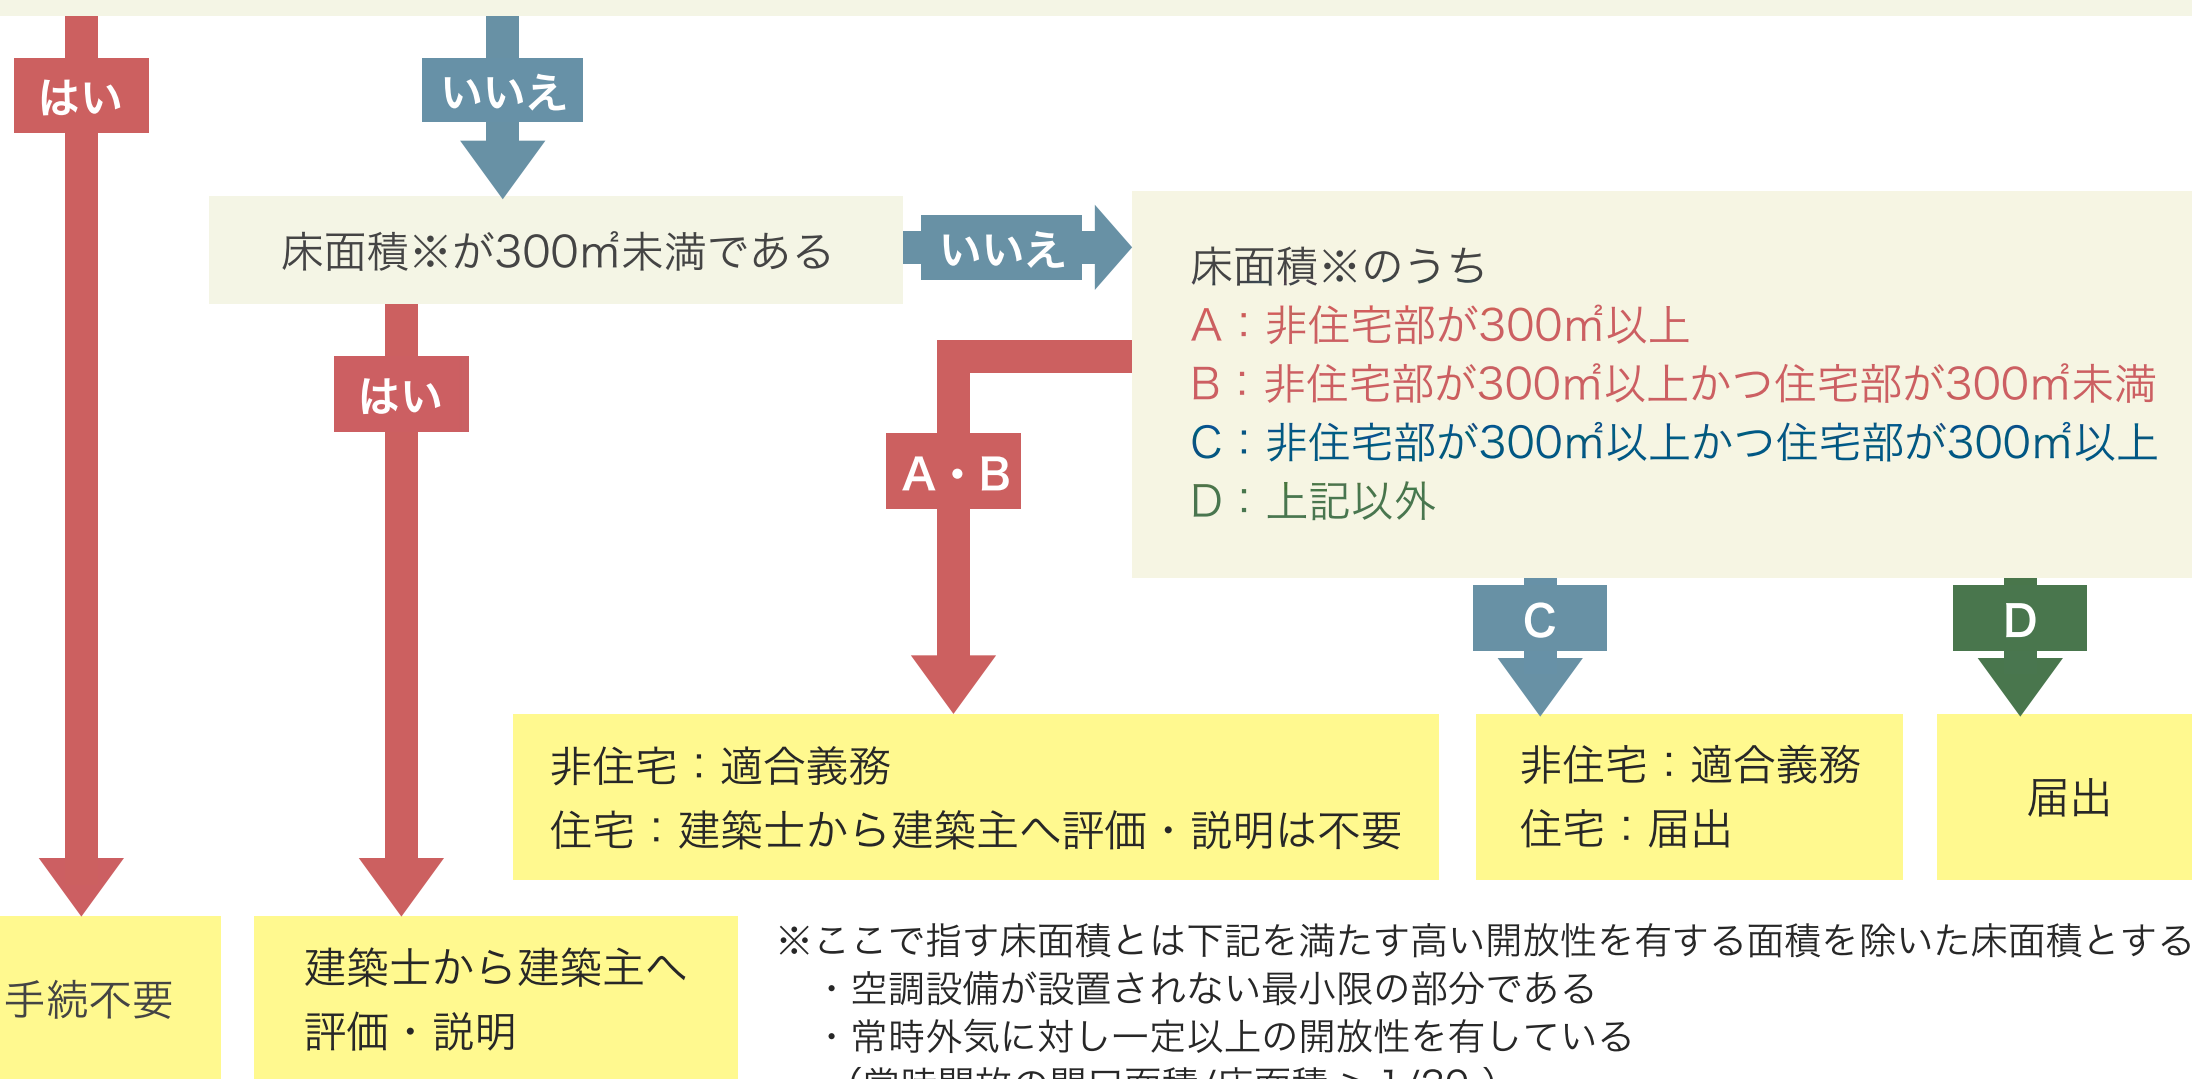 はい
いいえ
床面積※が300㎡未満である
いいえ
床面積※のうち
A：非住宅部が300㎡以上
B：非住宅部が300㎡以上かつ住宅部が300㎡未満
C：非住宅部が300㎡以上かつ住宅部が300㎡以上
D：上記以外
はい
A・B
C
D
非住宅：適合義務
住宅：建築士から建築主へ評価・説明は不要
非住宅：適合義務
住宅：届出
届出
手続不要
建築士から建築主へ
評価・説明
※ここで指す床面積とは下記を満たす高い開放性を有する面積を除いた床面積とする
・空調設備が設置されない最小限の部分である
・常時外気に対し一定以上の開放性を有している
（常時開放の開口面積/床面積